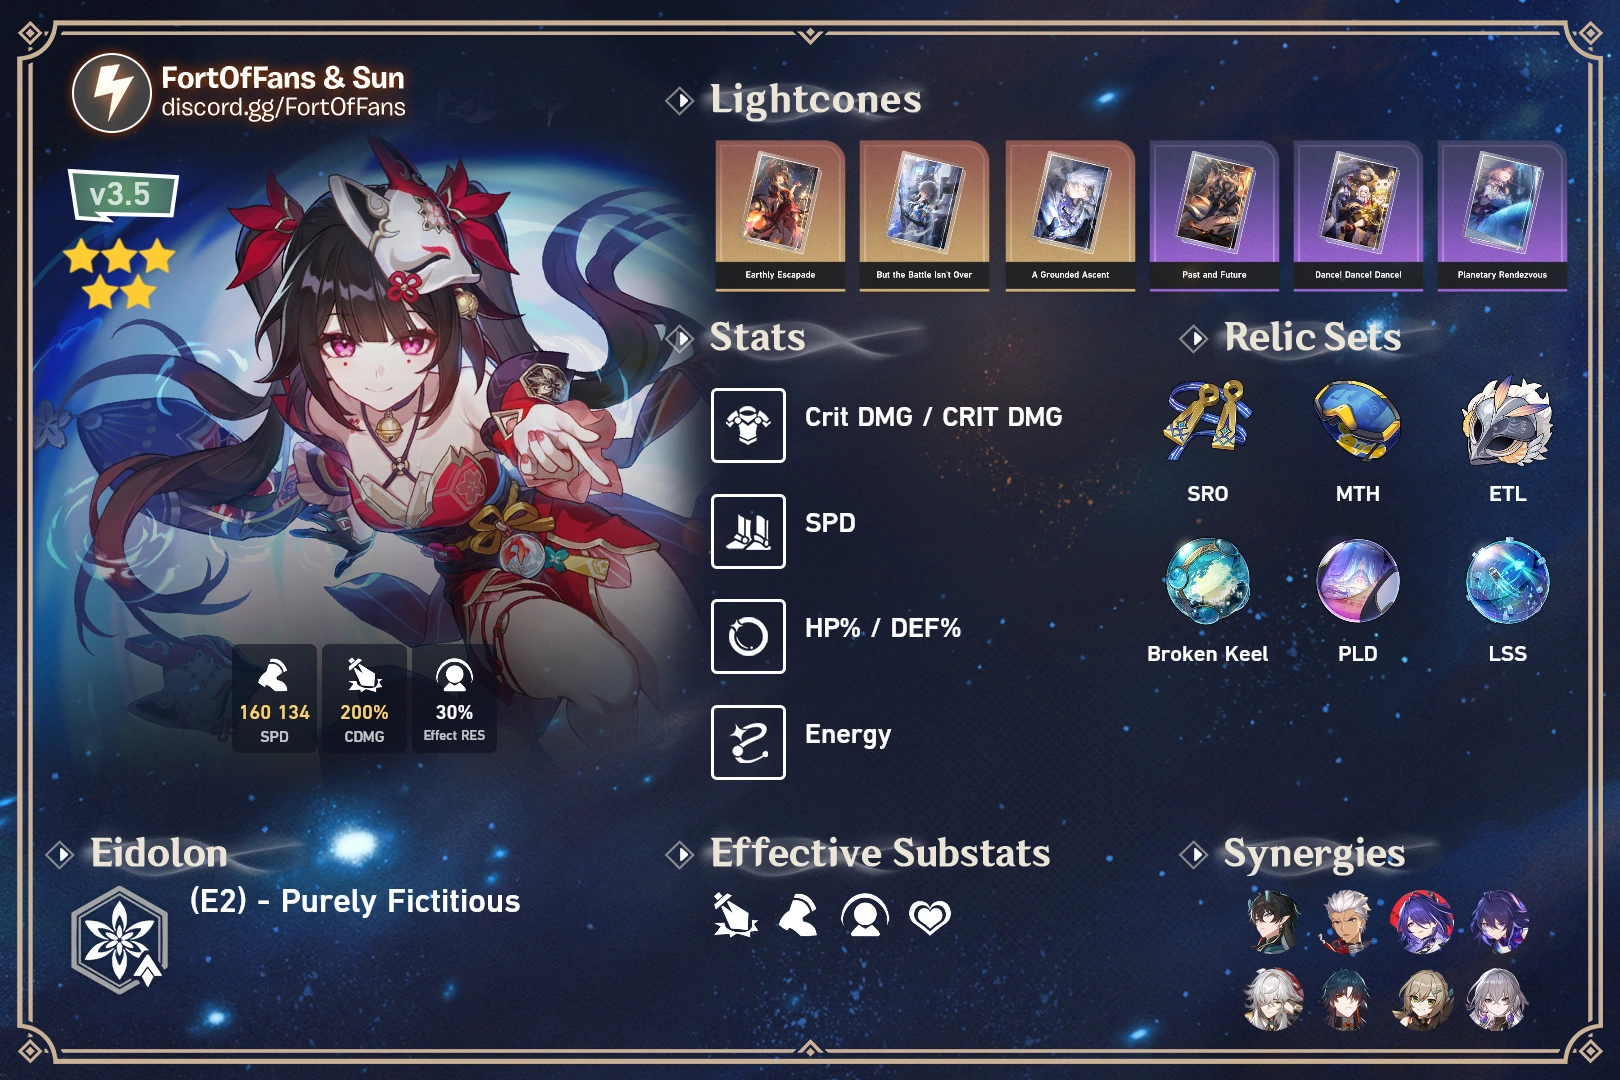 FortOfFans & Sun
discord.gg/FortOfFans
v3.5
Lightcones
Earthly Escapade
But the Battle Isn't Over
A Grounded Ascent
Past and Future
Dance! Dance! Dance!
Planetary Rendezvous
Stats
Crit DMG / CRIT DMG
SPD
HP% / DEF%
Energy
Relic Sets
SRO
MTH
ETL
Broken Keel
PLD
LSS
160 134
SPD
200%
CDMG
30%
Effect RES
Eidolon
(E2) - Purely Fictitious
Effective Substats
Synergies